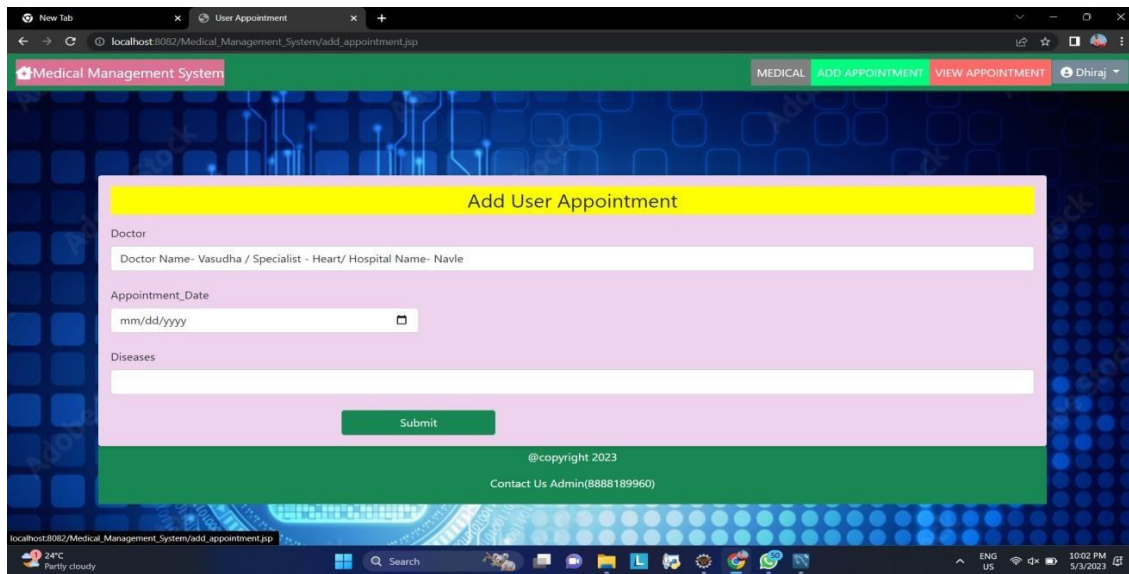 New Tab
User Appointment
localhost:8082/Medical_Management_System/add_appointment.jsp
Medical Management System
MEDICAL ADD APPOINTMENT VIEW APPOINTMENT Dhiraj
Add User Appointment
Doctor
Doctor Name- Vasudha / Specialist - Heart/ Hospital Name- Navle
Appointment_Date
mm/dd/yyyy
Diseases
Submit
@copyright 2023
Contact Us Admin(8888189960)
localhost:8082/Medical_Management_System/add_appointment.jsp
1
24°C
Partly cloudy
Search
L
50
ENG
US
10:02 PM
5/3/2023